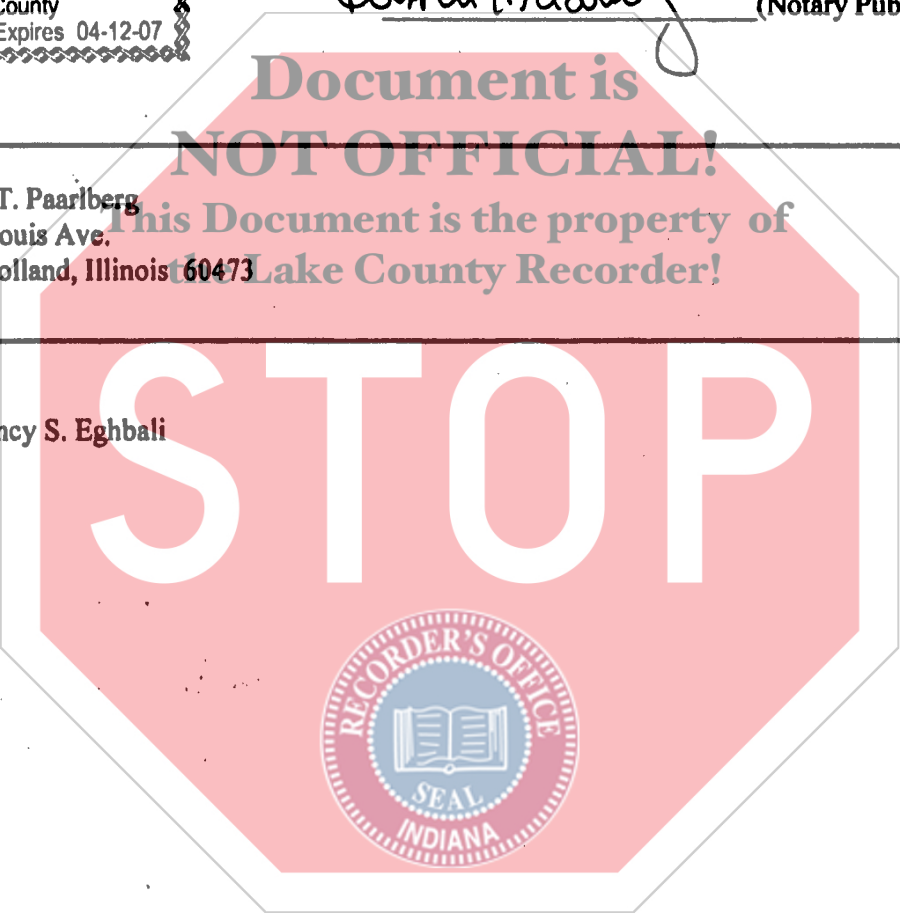 County
Expires 04-12-07
(Notary Pub
Document is
NOT OFFICIAL!
T. Paarlberg
This Document is the property of
ouis Ave.
the Lake County Recorder!
olland, Illinois 60473
ncy S. Eghbali
STOP
RECORDER'S OFFICE
SEAL
INDIANA